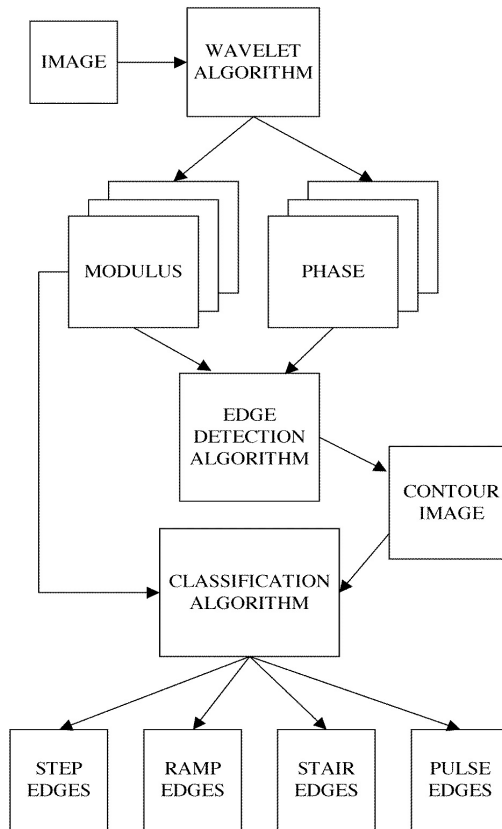 IMAGE
WAVELET
ALGORITHM
MODULUS
PHASE
EDGE
DETECTION
ALGORITHM
CONTOUR
IMAGE
CLASSIFICATION
ALGORITHM
STEP
EDGES
RAMP
EDGES
STAIR
EDGES
PULSE
EDGES